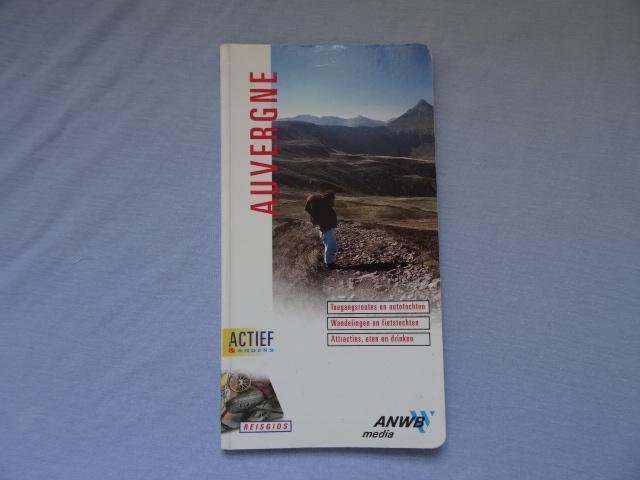 AUVERGNE
Toegangsroutes en autotochten
Wandelingen en fietstochten
Attracties, eten en drinken
ACTIEF
& ANDERS
REISGIDS
ANWB
media